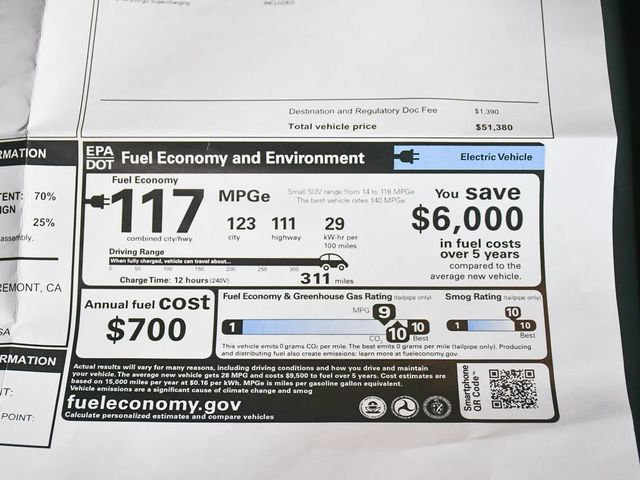 Supercharging INCLUDED
Destination and Regulatory Doc Fee $1,390
Total vehicle price $51,380
RMATION
TENT: 70%
IGN
25%
assembly.
REMONT, CA
SA
RMATION
NT:
POINT:
EPA
DOT
Fuel Economy and Environment
Electric Vehicle
Fuel Economy
117 MPGe
combined city/hwy
123
city
111
highway
29
kW-hr per
100 miles
Small SUV range from 14 to 118 MPGe.
The best vehicle rates 140 MPGe.
You save
$6,000
in fuel costs
over 5 years
compared to the
average new vehicle.
Driving Range
When fully charged, vehicle can travel about...
0 50 100 150 200 250 300
311 miles
Charge Time: 12 hours (240V)
Annual fuel cost
$700
Fuel Economy & Greenhouse Gas Rating (tailpipe only)
MPG 9
1 10
Best
CO2 10
Smog Rating (tailpipe only)
10
1 10
Best
This vehicle emits 0 grams CO2 per mile. The best emits 0 grams per mile (tailpipe only). Producing
and distributing fuel also create emissions: learn more at fueleconomy.gov.
Actual results will vary for many reasons, including driving conditions and how you drive and maintain
your vehicle. The average new vehicle gets 28 MPG and costs $9,500 to fuel over 5 years. Cost estimates are
based on 15,000 miles per year at $0.16 per kWh. MPGe is miles per gasoline gallon equivalent.
Vehicle emissions are a significant cause of climate change and smog
fueleconomy.gov
Calculate personalized estimates and compare vehicles
Smartphone
QR Code™